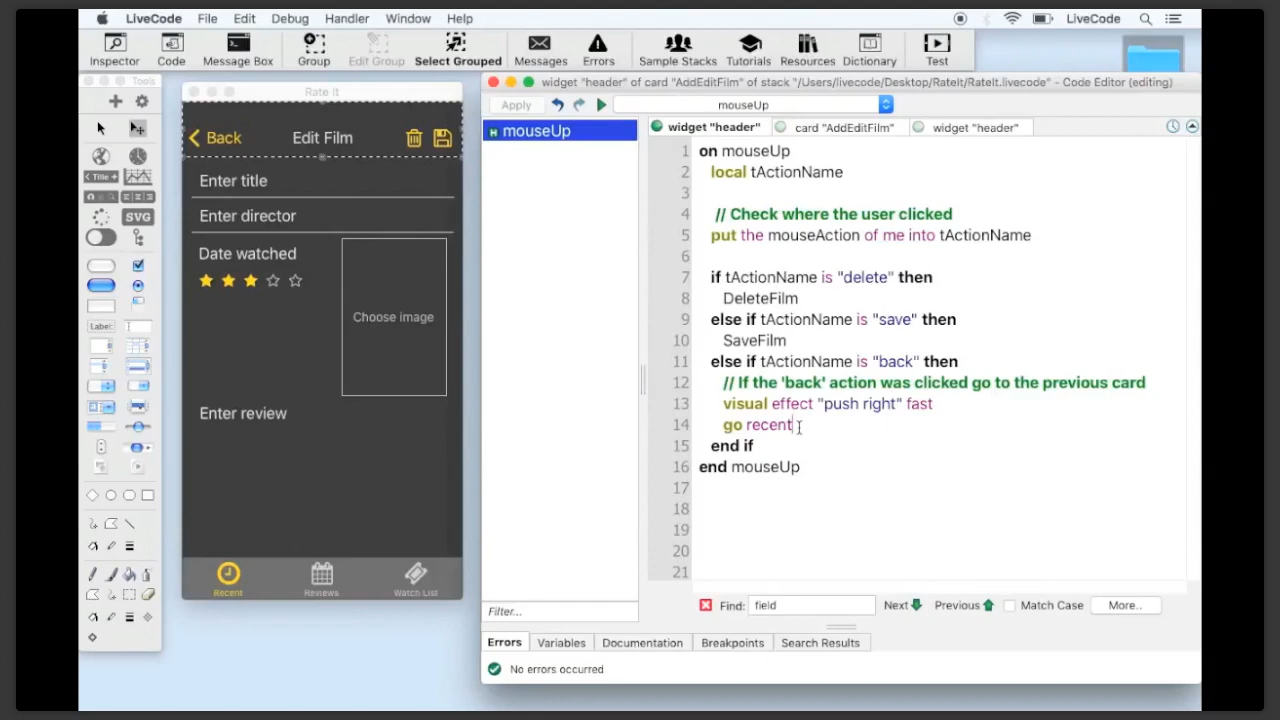 LiveCode File Edit Debug Handler Window Help LiveCode
Inspector Code Message Box Group Edit Group Select Grouped Messages Errors Sample Stacks Tutorials Resources Dictionary Test
Tools
Title
SVG
Label:
Rate It
Back Edit Film
Enter title
Enter director
Date watched
Choose image
Enter review
Recent Reviews Watch List
widget "header" of card "AddEditFilm" of stack "/Users/livecode/Desktop/RateIt/RateIt.livecode" - Code Editor (editing)
Apply mouseUp
H mouseUp
widget "header" card "AddEditFilm" widget "header"
1 on mouseUp
2 local tActionName
3
4 // Check where the user clicked
5 put the mouseAction of me into tActionName
6
7 if tActionName is "delete" then
8 DeleteFilm
9 else if tActionName is "save" then
10 SaveFilm
11 else if tActionName is "back" then
12 // If the 'back' action was clicked go to the previous card
13 visual effect "push right" fast
14 go recent
15 end if
16 end mouseUp
17
18
19
20
21
Filter...
Find: field Next Previous Match Case More..
Errors Variables Documentation Breakpoints Search Results
No errors occurred